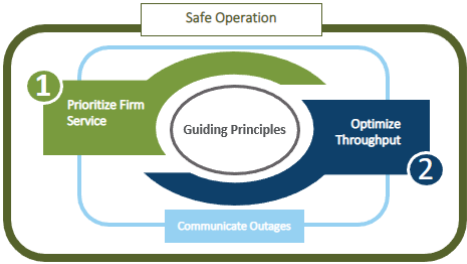 Safe Operation
1
Prioritize Firm
Service
Guiding Principles
Optimize
Throughput
2
Communicate Outages